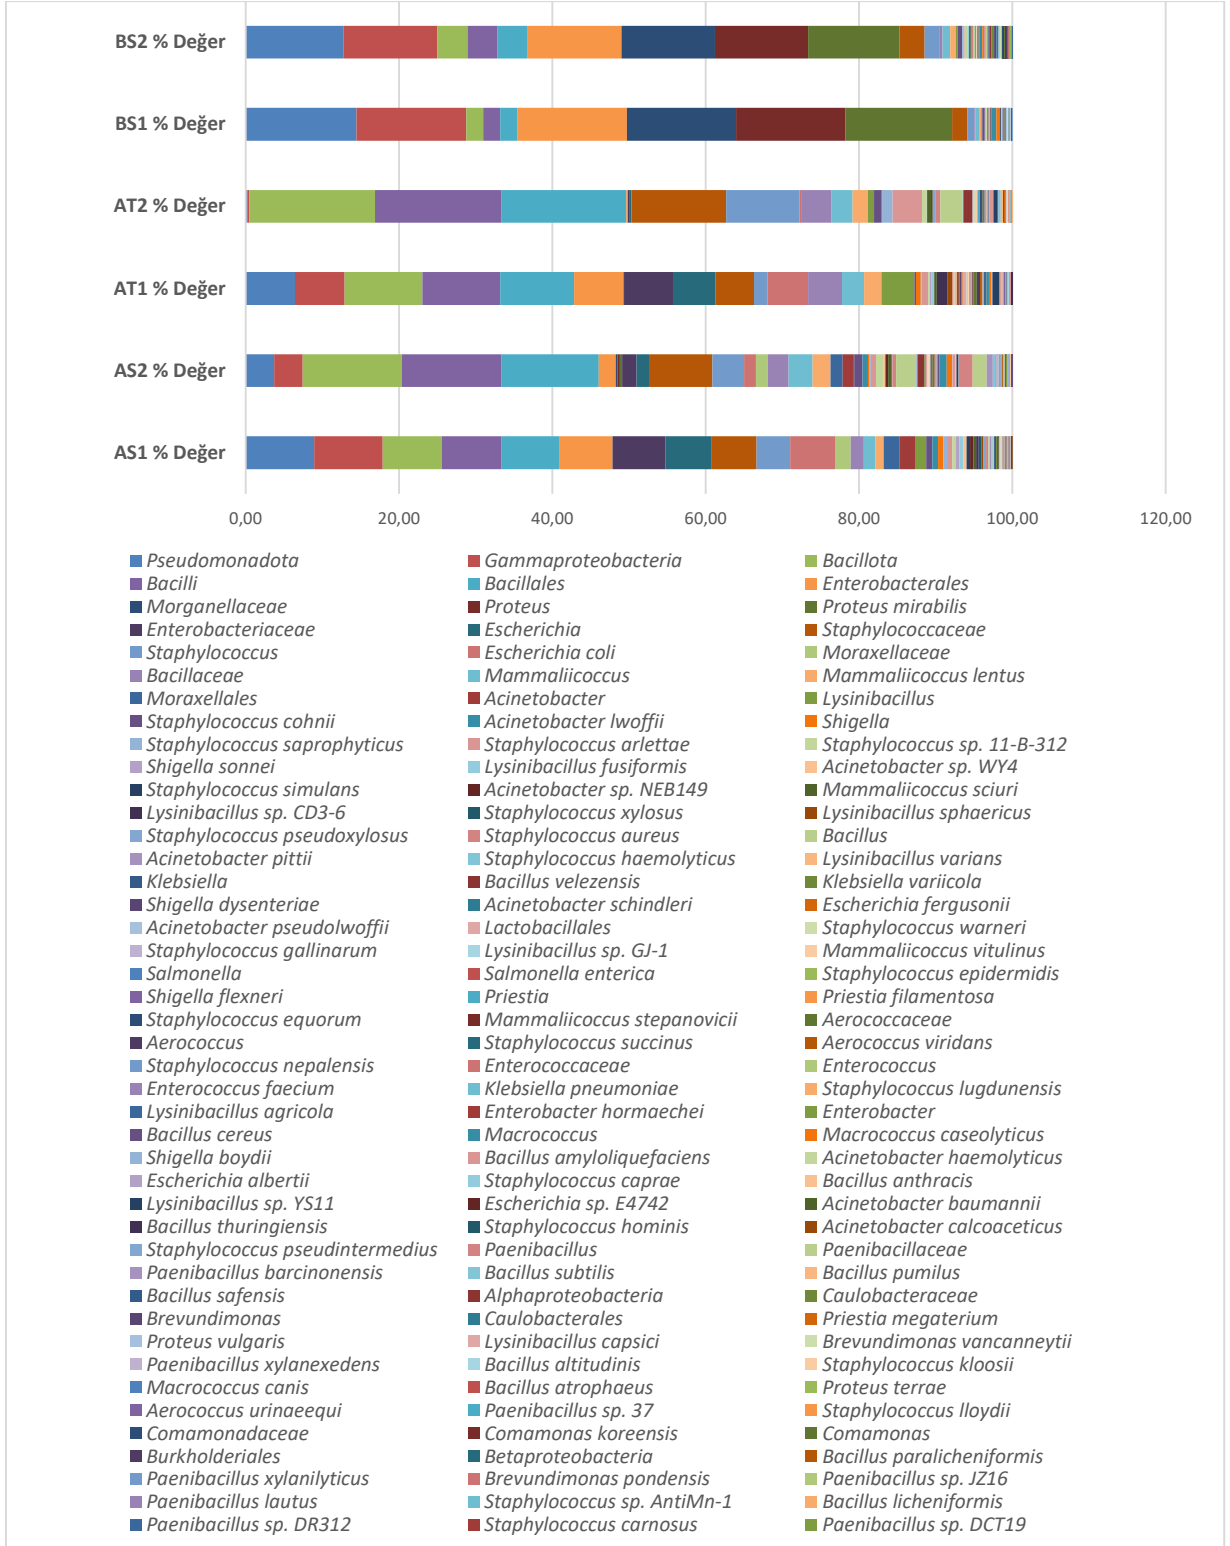 BS2 % Değer
BS1 % Değer
AT2 % Değer
AT1 % Değer
AS2 % Değer
AS1 % Değer
0,00 20,00 40,00 60,00 80,00 100,00 120,00
Pseudomonadota Gammaproteobacteria Bacillota
Bacilli Bacillales Enterobacterales
Morganellaceae Proteus Proteus mirabilis
Enterobacteriaceae Escherichia Staphylococcaceae
Staphylococcus Escherichia coli Moraxellaceae
Bacillaceae Mammaliicoccus Mammaliicoccus lentus
Moraxellales Acinetobacter Lysinibacillus
Staphylococcus cohnii Acinetobacter lwoffii Shigella
Staphylococcus saprophyticus Staphylococcus arlettae Staphylococcus sp. 11-B-312
Shigella sonnei Lysinibacillus fusiformis Acinetobacter sp. WY4
Staphylococcus simulans Acinetobacter sp. NEB149 Mammaliicoccus sciuri
Lysinibacillus sp. CD3-6 Staphylococcus xylosus Lysinibacillus sphaericus
Staphylococcus pseudoxylosus Staphylococcus aureus Bacillus
Acinetobacter pittii Staphylococcus haemolyticus Lysinibacillus varians
Klebsiella Bacillus velezensis Klebsiella variicola
Shigella dysenteriae Acinetobacter schindleri Escherichia fergusonii
Acinetobacter pseudolwoffii Lactobacillales Staphylococcus warneri
Staphylococcus gallinarum Lysinibacillus sp. GJ-1 Mammaliicoccus vitulinus
Salmonella Salmonella enterica Staphylococcus epidermidis
Shigella flexneri Priestia Priestia filamentosa
Staphylococcus equorum Mammaliicoccus stepanovicii Aerococcaceae
Aerococcus Staphylococcus succinus Aerococcus viridans
Staphylococcus nepalensis Enterococcaceae Enterococcus
Enterococcus faecium Klebsiella pneumoniae Staphylococcus lugdunensis
Lysinibacillus agricola Enterobacter hormaechei Enterobacter
Bacillus cereus Macrococcus Macrococcus caseolyticus
Shigella boydii Bacillus amyloliquefaciens Acinetobacter haemolyticus
Escherichia albertii Staphylococcus caprae Bacillus anthracis
Lysinibacillus sp. YS11 Escherichia sp. E4742 Acinetobacter baumannii
Bacillus thuringiensis Staphylococcus hominis Acinetobacter calcoaceticus
Staphylococcus pseudintermedius Paenibacillus Paenibacillaceae
Paenibacillus barcinonensis Bacillus subtilis Bacillus pumilus
Bacillus safensis Alphaproteobacteria Caulobacteraceae
Brevundimonas Caulobacterales Priestia megaterium
Proteus vulgaris Lysinibacillus capsici Brevundimonas vancanneytii
Paenibacillus xylanexedens Bacillus altitudinis Staphylococcus kloosii
Macrococcus canis Bacillus atrophaeus Proteus terrae
Aerococcus urinaeequi Paenibacillus sp. 37 Staphylococcus lloydii
Comamonadaceae Comamonas koreensis Comamonas
Burkholderiales Betaproteobacteria Bacillus paralicheniformis
Paenibacillus xylanilyticus Brevundimonas pondensis Paenibacillus sp. JZ16
Paenibacillus lautus Staphylococcus sp. AntiMn-1 Bacillus licheniformis
Paenibacillus sp. DR312 Staphylococcus carnosus Paenibacillus sp. DCT19